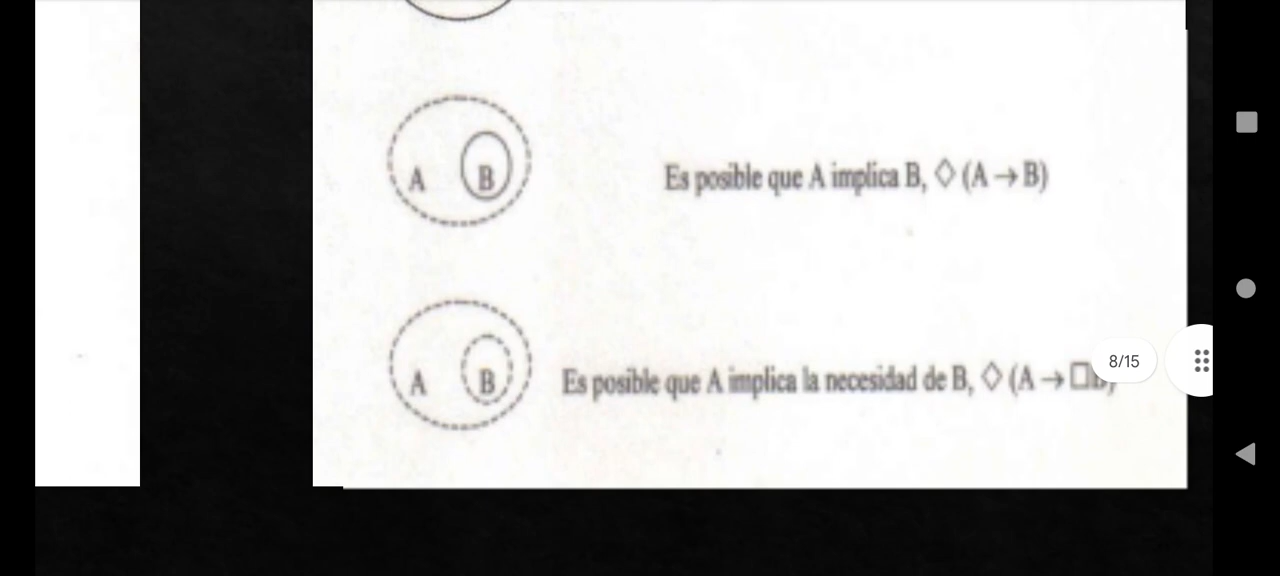 A B
Es posible que A implica B, ◇ (A → B)
A B
Es posible que A implica la necesidad de B, ◇ (A → □B)
8/15